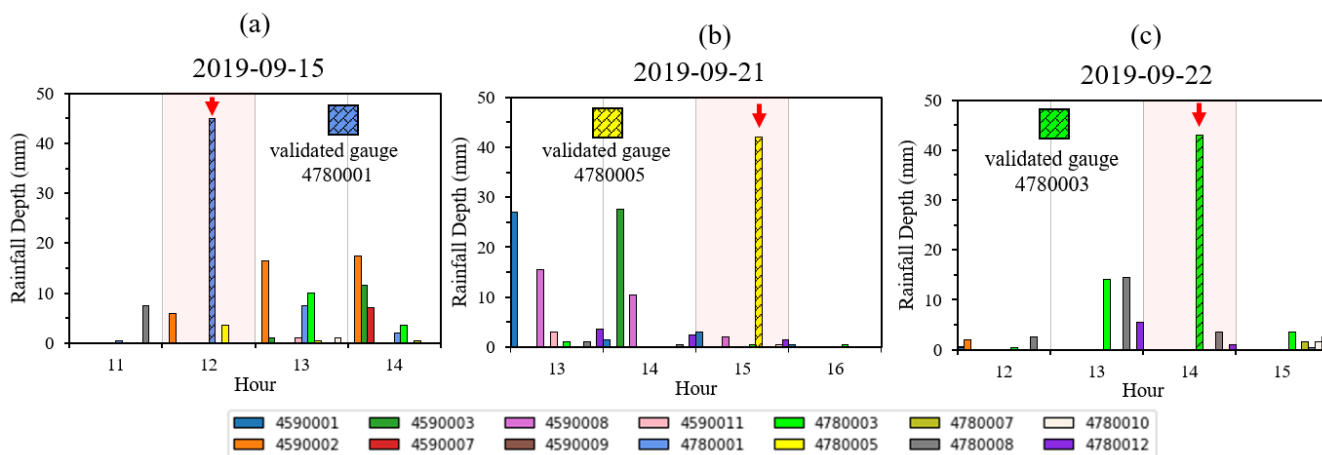 (a)
2019-09-15
50
40
30
20
10
0
Rainfall Depth (mm)
validated gauge
4780001
11 12 13 14
Hour
(b)
2019-09-21
50
40
30
20
10
0
Rainfall Depth (mm)
validated gauge
4780005
13 14 15 16
Hour
(c)
2019-09-22
50
40
30
20
10
0
Rainfall Depth (mm)
validated gauge
4780003
12 13 14 15
Hour
4590001 4590003 4590008 4590011 4780003 4780007 4780010
4590002 4590007 4590009 4780001 4780005 4780008 4780012